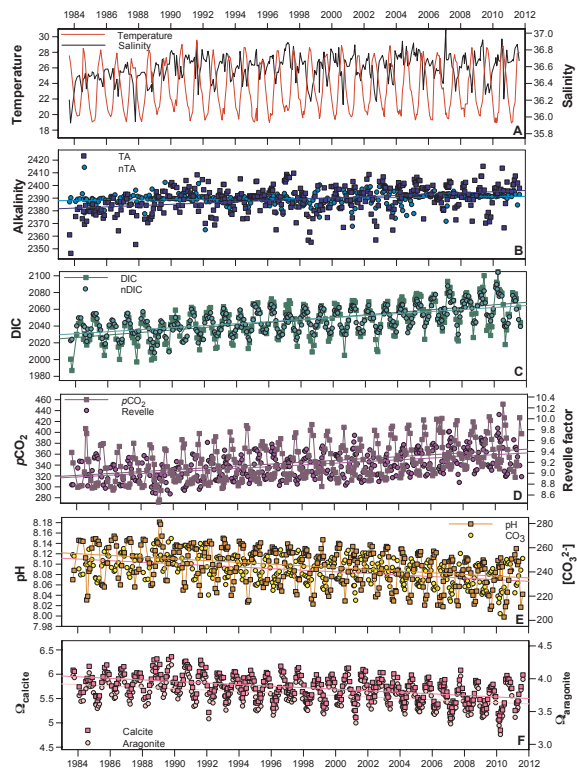 1984 1986 1988 1990 1992 1994 1996 1998 2000 2002 2004 2006 2007 2010 2012
Temperature
30
28
26
24
22
20
18
Temperature
Salinity
37.0
36.8
36.6
36.4
36.2
36.0
35.8
Salinity
A
Alkalinity
2420
2410
2400
2390
2380
2370
2360
2350
TA
nTA
B
DIC
2100
2080
2060
2040
2020
2000
1980
DIC
nDIC
C
pCO2
460
440
420
400
380
360
340
320
300
280
pCO2
Revelle
10.4
10.2
10.0
9.8
9.6
9.4
9.2
9.0
8.8
8.6
Revelle factor
D
pH
8.18
8.16
8.14
8.12
8.10
8.08
8.06
8.04
8.02
8.00
7.98
pH
CO3
280
260
240
220
200
[CO3 2-]
E
Ωcalcite
6.5
6
5.5
5
4.5
Calcite
Aragonite
4.5
4.0
3.5
3.0
Ωaragonite
F
1984 1986 1988 1990 1992 1994 1996 1998 2000 2002 2004 2006 2008 2010 2012